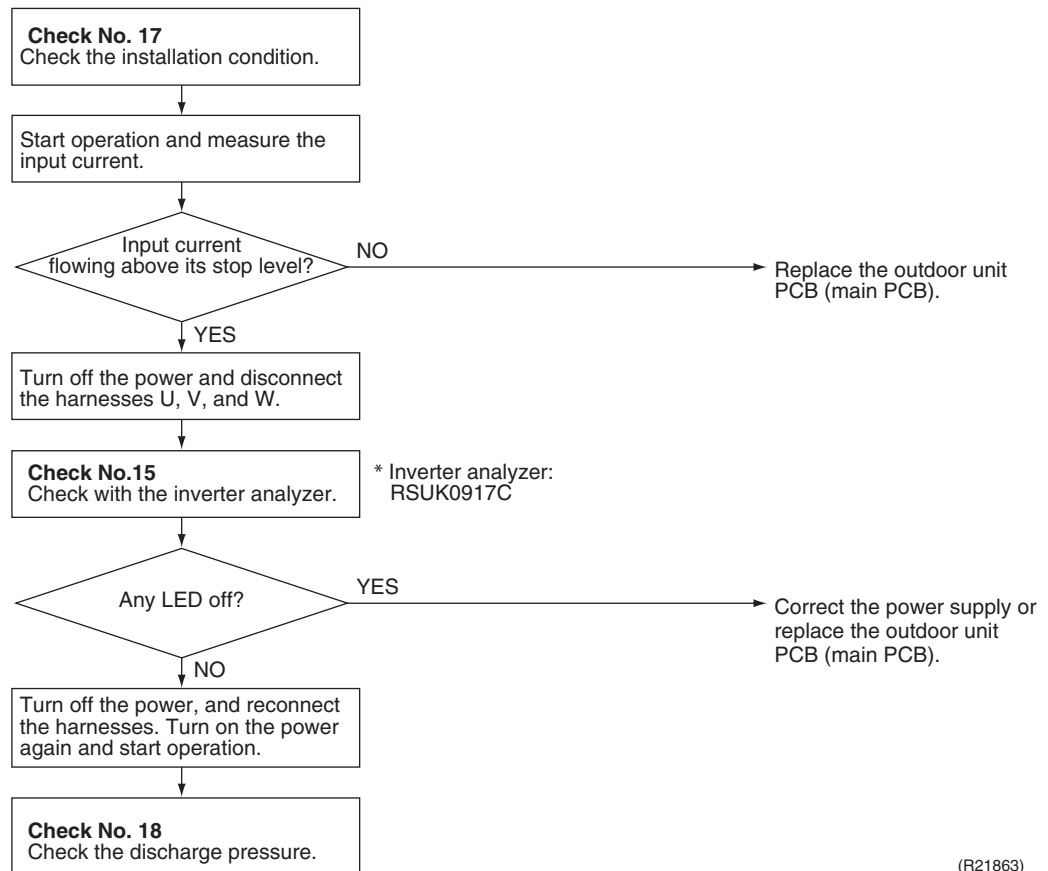 Check No. 17
Check the installation condition.
Start operation and measure the
input current.
Input current
flowing above its stop level?
NO
Replace the outdoor unit
PCB (main PCB).
YES
Turn off the power and disconnect
the harnesses U, V, and W.
Check No.15
Check with the inverter analyzer.
* Inverter analyzer:
RSUK0917C
Any LED off?
YES
Correct the power supply or
replace the outdoor unit
PCB (main PCB).
NO
Turn off the power, and reconnect
the harnesses. Turn on the power
again and start operation.
Check No. 18
Check the discharge pressure.
(R21863)